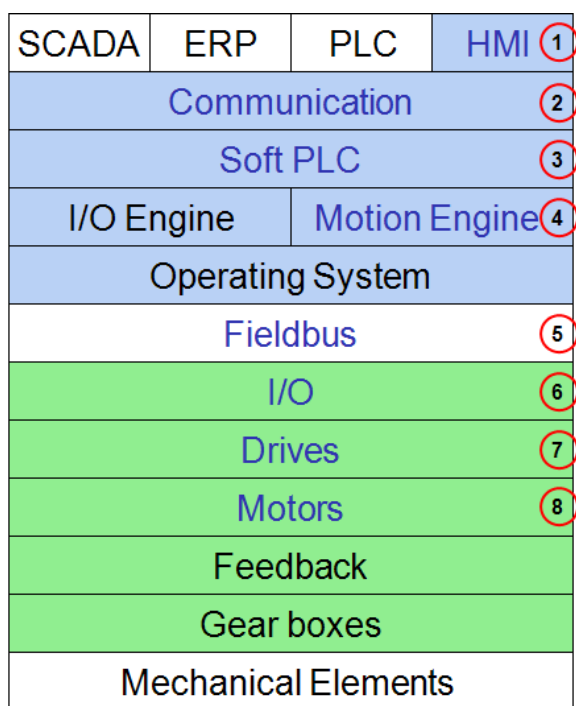 SCADA ERP PLC HMI 1
Communication 2
Soft PLC 3
I/O Engine Motion Engine 4
Operating System
Fieldbus 5
I/O 6
Drives 7
Motors 8
Feedback
Gear boxes
Mechanical Elements